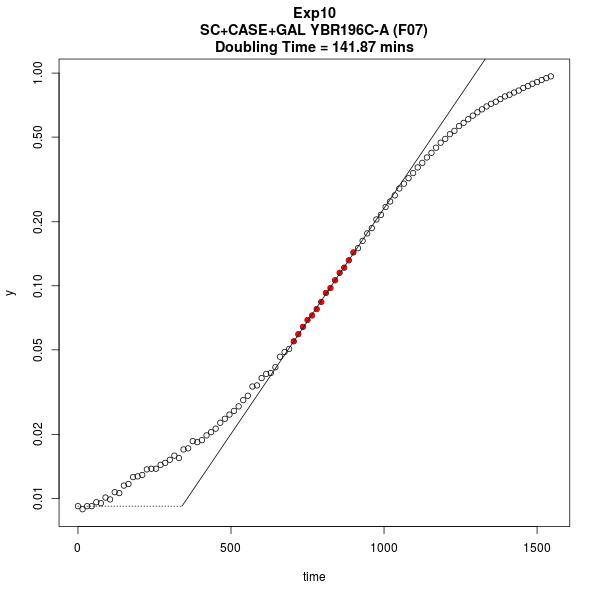 Exp10
SC+CASE+GAL YBR196C-A (F07)
Doubling Time = 141.87 mins
1.00
0.50
0.20
0.10
0.05
0.02
0.01
y
0
500
1000
1500
time